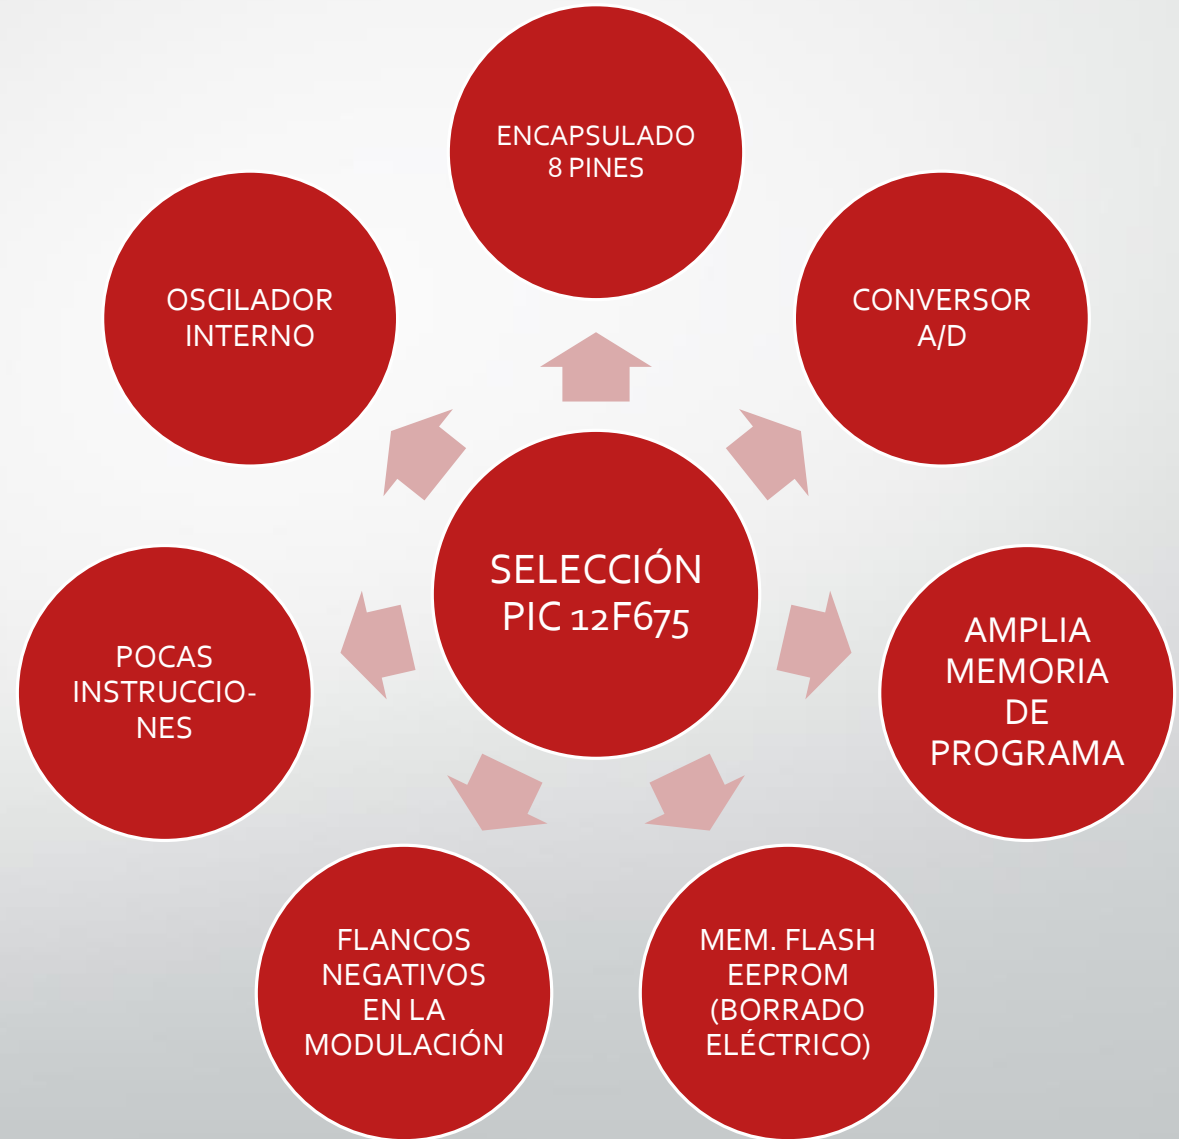 ENCAPSULADO
8 PINES
CONVERSOR
A/D
AMPLIA
MEMORIA
DE
PROGRAMA
MEM. FLASH
EEPROM
(BORRADO
ELÉCTRICO)
FLANCOS
NEGATIVOS
EN LA
MODULACIÓN
POCAS
INSTRUCCIO-
NES
OSCILADOR
INTERNO
SELECCIÓN
PIC 12F675